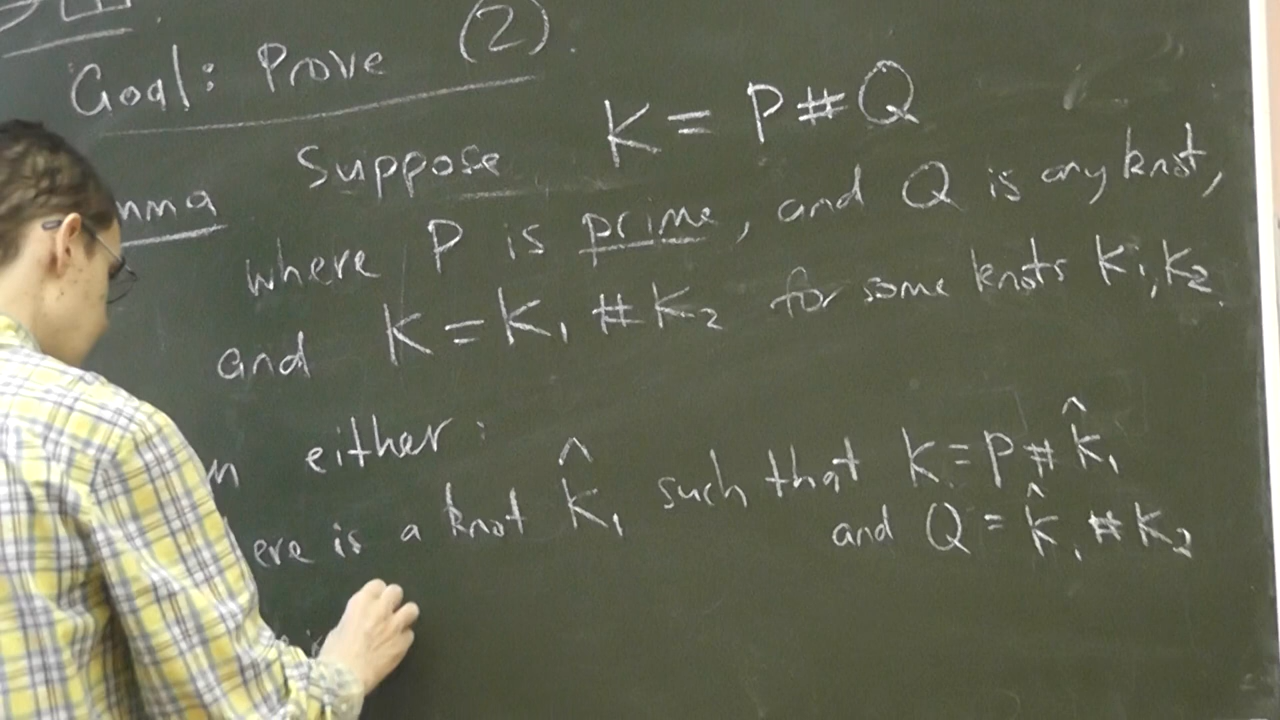 Goal: Prove (2).
mma Suppose K = P # Q
where P is prime, and Q is any knot,
and K = K₁ # K₂ for some knots K₁, K₂.
n either:
ere is a knot K̂₁ such that K = P # K̂₁
and Q = K̂₁ # K₂